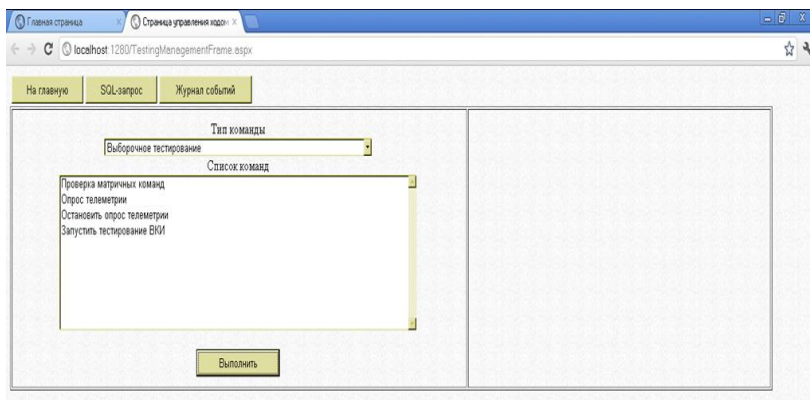 Главная страница
Страница управления ходом
localhost:1280/TestingManagementFrame.aspx
На главную SQL-запрос Журнал событий
Тип команды
Выборочное тестирование
Список команд
Проверка матричных команд
Опрос телеметрии
Остановить опрос телеметрии
Запустить тестирование ВКИ
Выполнить